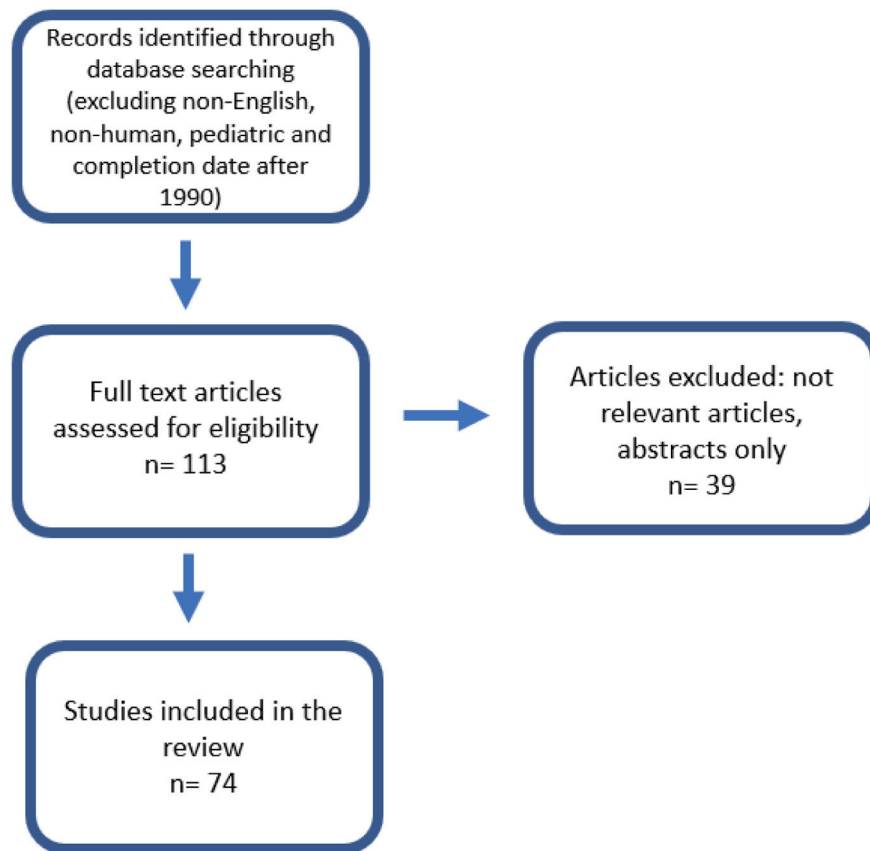 Records identified through
database searching
(excluding non-English,
non-human, pediatric and
completion date after
1990)
Full text articles
assessed for eligibility
n= 113
Articles excluded: not
relevant articles,
abstracts only
n= 39
Studies included in the
review
n= 74